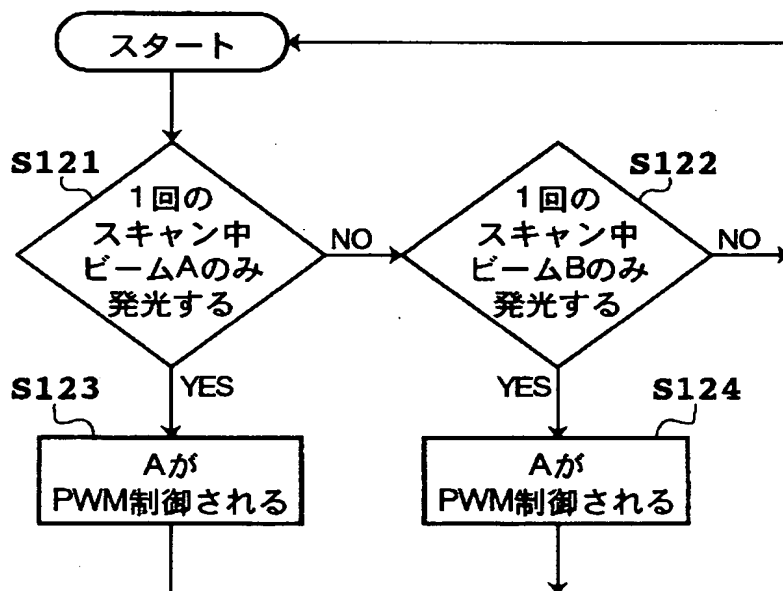 スタート
S121
1回の
スキャン中
ビームAのみ
発光する
NO
YES
S122
1回の
スキャン中
ビームBのみ
発光する
NO
YES
S123
Aが
PWM制御される
S124
Aが
PWM制御される